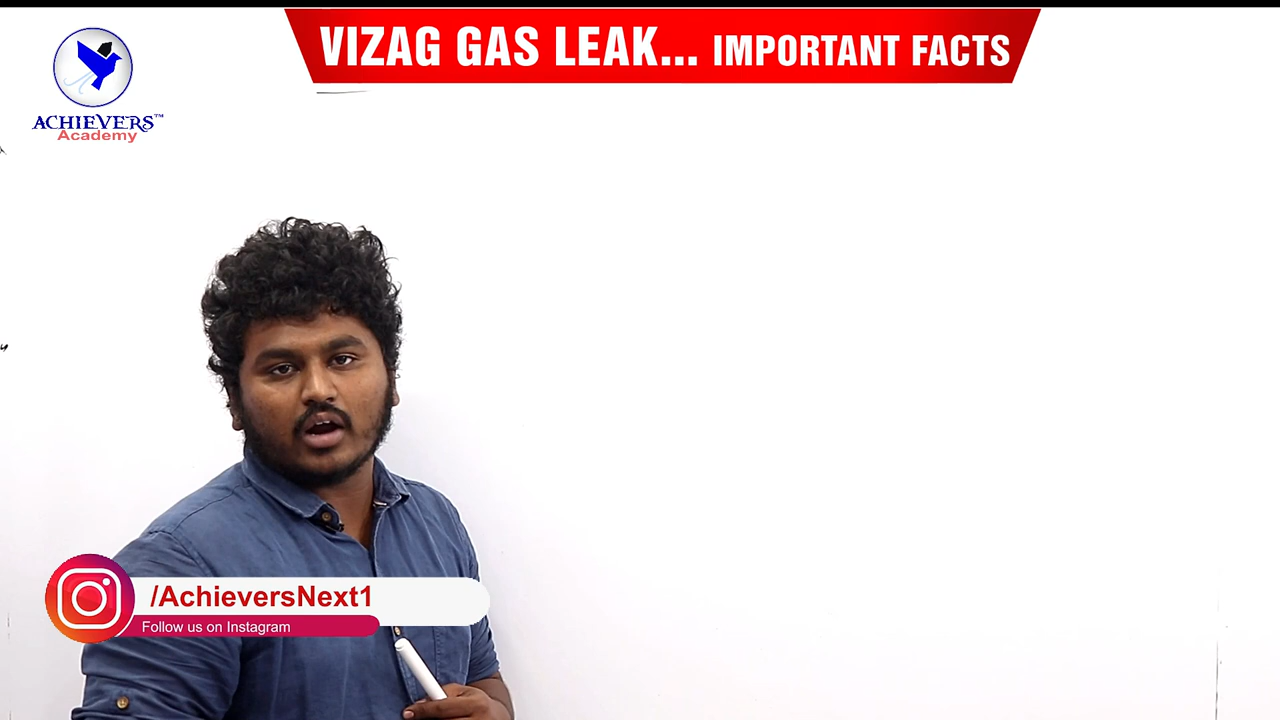 VIZAG GAS LEAK... IMPORTANT FACTS
ACHIEVERS™
Academy
/AchieversNext1
Follow us on Instagram